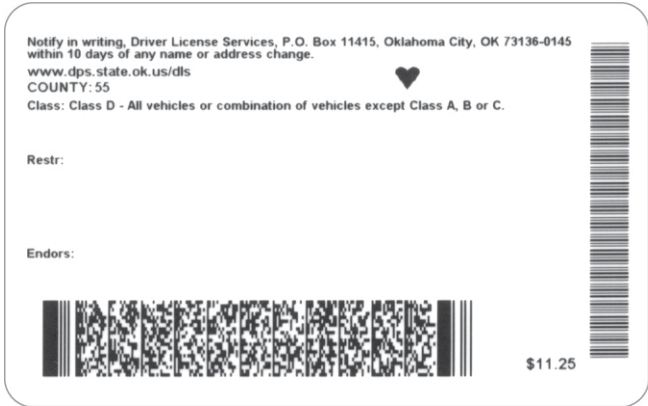 Notify in writing, Driver License Services, P.O. Box 11415, Oklahoma City, OK 73136-0145
within 10 days of any name or address change.
www.dps.state.ok.us/dls
COUNTY: 55
Class: Class D - All vehicles or combination of vehicles except Class A, B or C.
Restr:
Endors:
$11.25